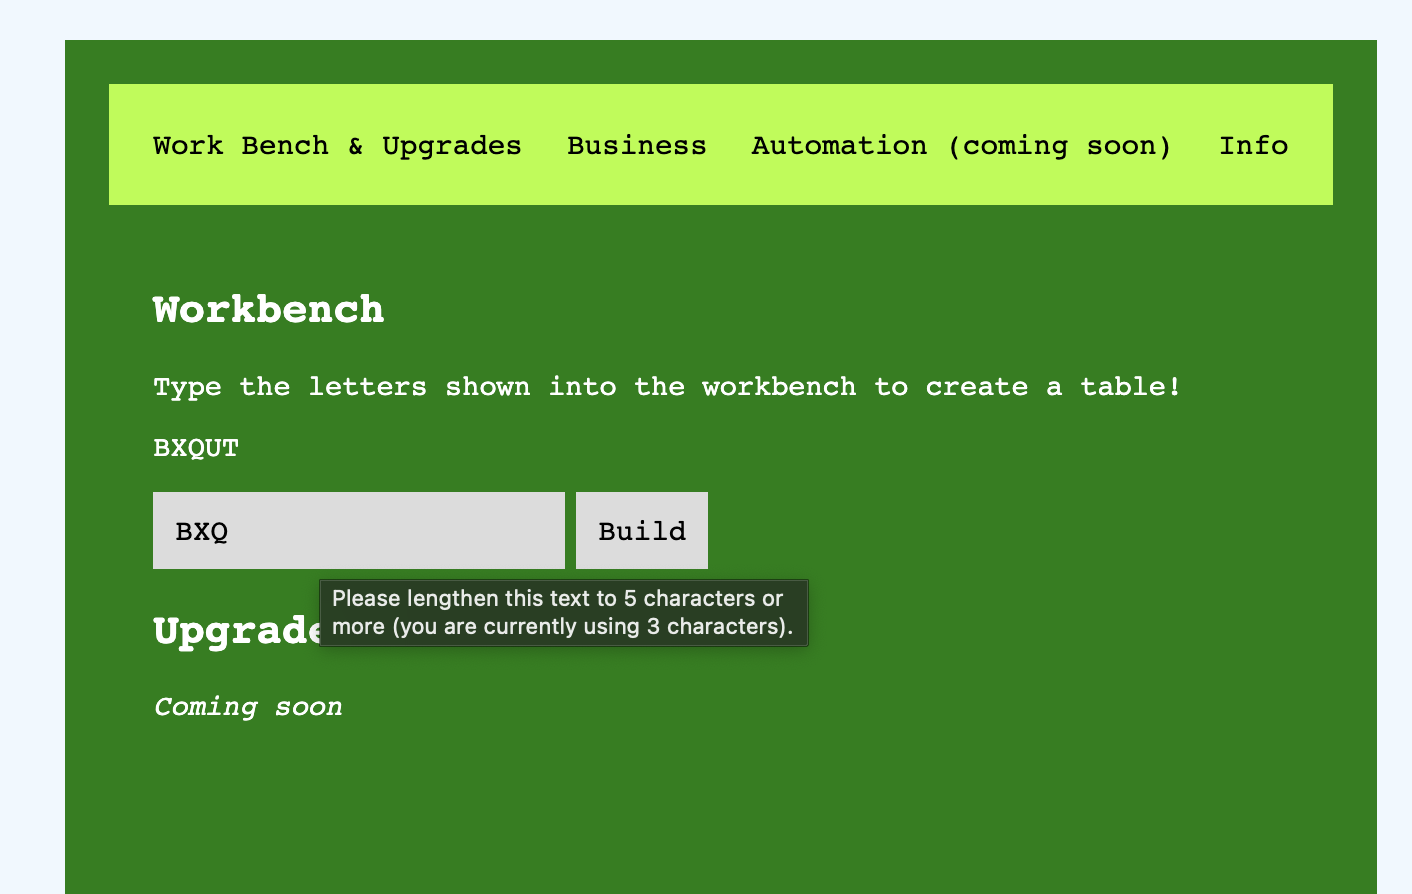 Work Bench & Upgrades Business Automation (coming soon) Info
Workbench
Type the letters shown into the workbench to create a table!
BXQUT
BXQ Build
Please lengthen this text to 5 characters or
more (you are currently using 3 characters).
Upgrade
Coming soon